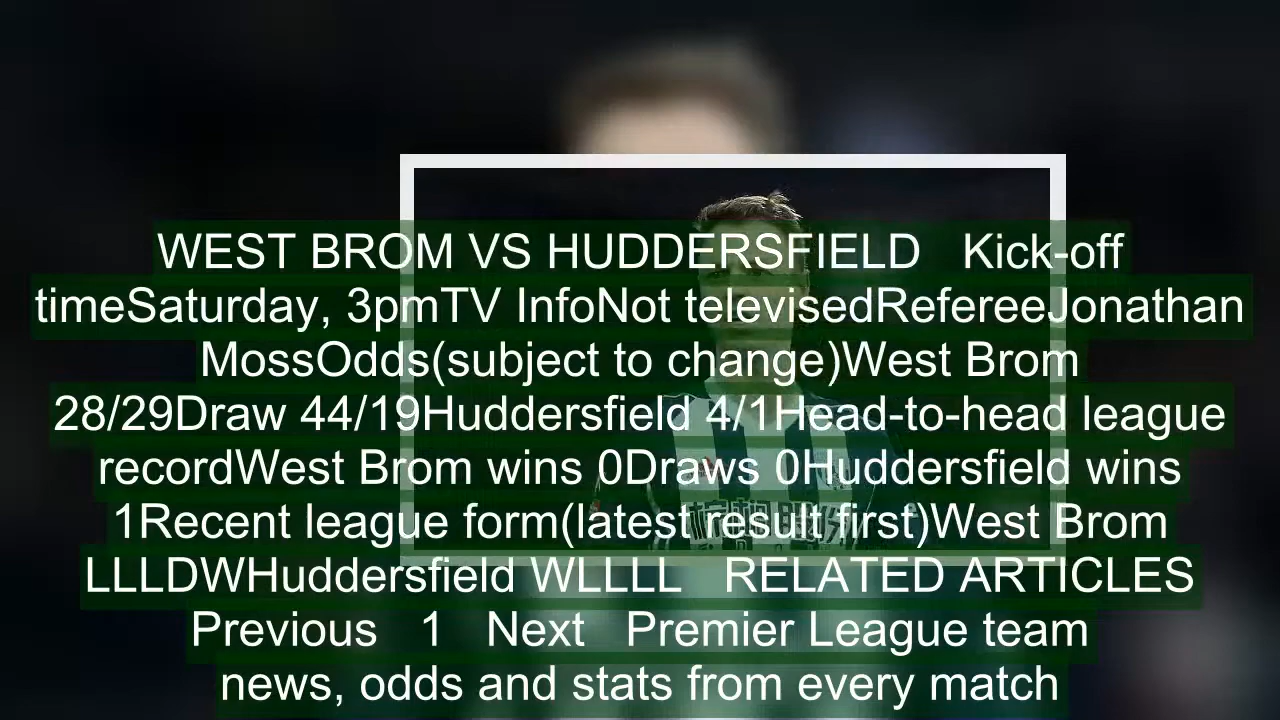 WEST BROM VS HUDDERSFIELD   Kick-off
timeSaturday, 3pmTV InfoNot televisedRefereeJonathan
MossOdds(subject to change)West Brom
28/29Draw 44/19Huddersfield 4/1Head-to-head league
recordWest Brom wins 0Draws 0Huddersfield wins
1Recent league form(latest result first)West Brom
LLLDWHuddersfield WLLLL   RELATED ARTICLES
Previous   1   Next   Premier League team
news, odds and stats from every match